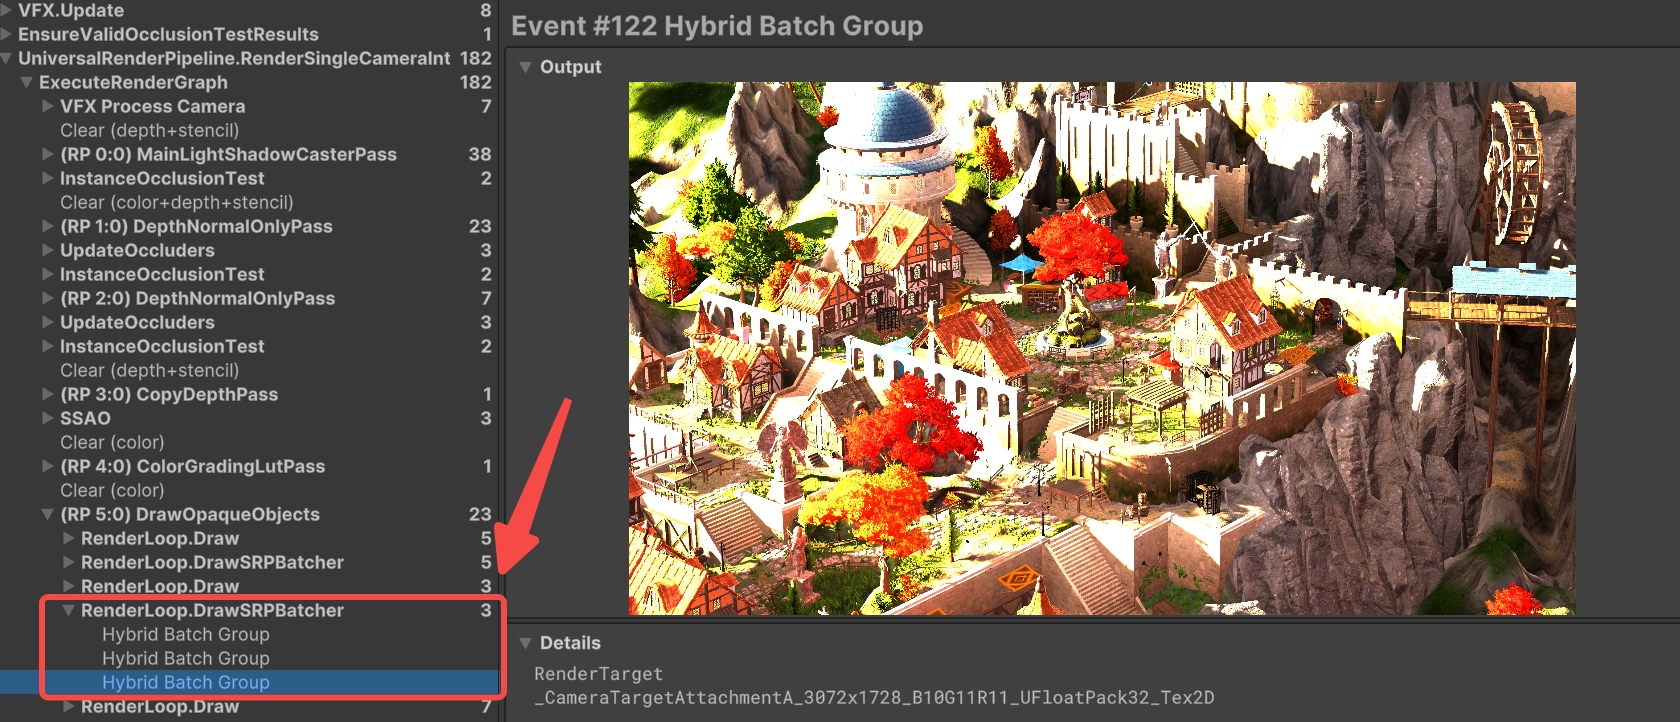 VFX.Update 8
EnsureValidOcclusionTestResults 1
UniversalRenderPipeline.RenderSingleCameraInt 182
ExecuteRenderGraph 182
VFX Process Camera 7
Clear (depth+stencil)
(RP 0:0) MainLightShadowCasterPass 38
InstanceOcclusionTest 2
Clear (color+depth+stencil)
(RP 1:0) DepthNormalOnlyPass 23
UpdateOccluders 3
InstanceOcclusionTest 2
(RP 2:0) DepthNormalOnlyPass 7
UpdateOccluders 3
InstanceOcclusionTest 2
Clear (depth+stencil)
(RP 3:0) CopyDepthPass 1
SSAO 3
Clear (color)
(RP 4:0) ColorGradingLutPass 1
Clear (color)
(RP 5:0) DrawOpaqueObjects 23
RenderLoop.Draw 5
RenderLoop.DrawSRPBatcher 5
RenderLoop.Draw 3
RenderLoop.DrawSRPBatcher 3
Hybrid Batch Group
Hybrid Batch Group
Hybrid Batch Group
RenderLoop.Draw 7
Event #122 Hybrid Batch Group
Output
Details
RenderTarget
_CameraTargetAttachmentA_3072x1728_B10G11R11_UFloatPack32_Tex2D